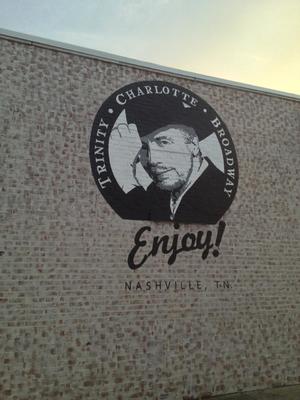 TRINITY • CHARLOTTE • BROADWAY
Enjoy!
NASHVILLE, TN.